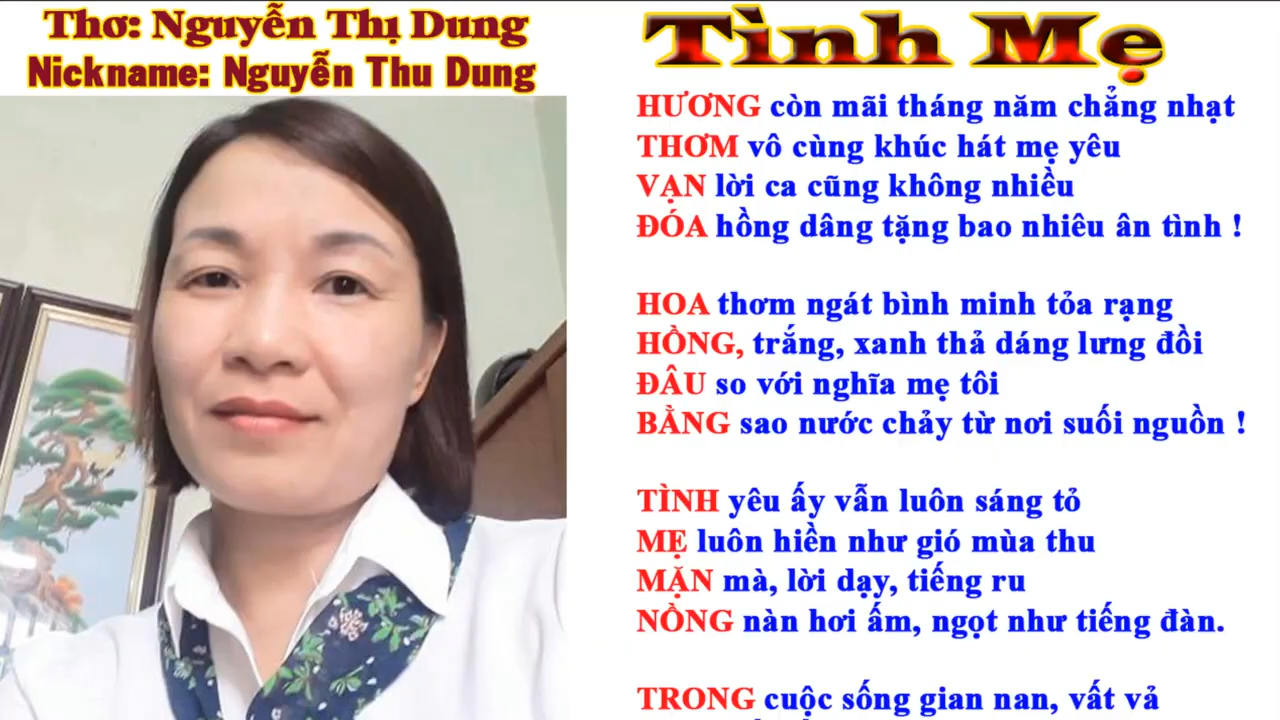 Thơ: Nguyễn Thị Dung
Nickname: Nguyễn Thu Dung
Tình Mẹ
HƯƠNG còn mãi tháng năm chẳng nhạt
THƠM vô cùng khúc hát mẹ yêu
VẠN lời ca cũng không nhiều
ĐÓA hồng dâng tặng bao nhiêu ân tình !
HOA thơm ngát bình minh tỏa rạng
HỒNG, trắng, xanh thả dáng lưng đồi
ĐÂU so với nghĩa mẹ tôi
BẰNG sao nước chảy từ nơi suối nguồn !
TÌNH yêu ấy vẫn luôn sáng tỏ
MẸ luôn hiền như gió mùa thu
MẶN mà, lời dạy, tiếng ru
NỒNG nàn hơi ấm, ngọt như tiếng đàn.
TRONG cuộc sống gian nan, vất vả